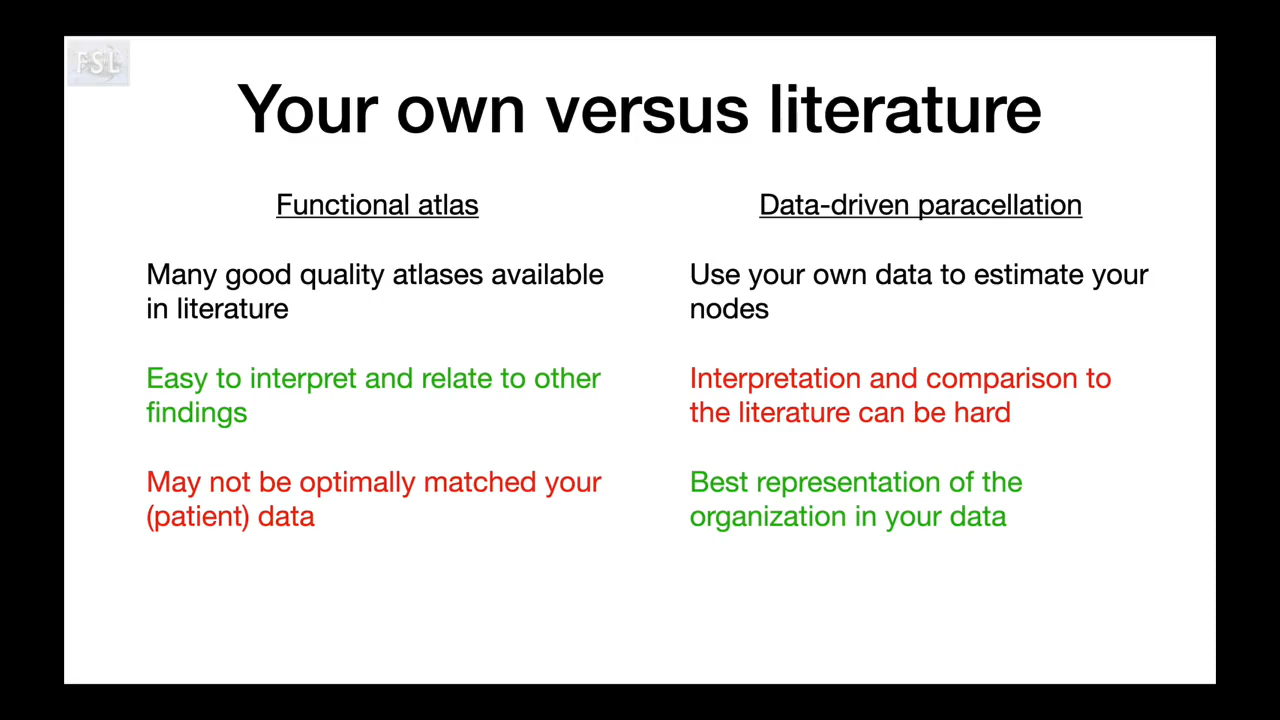 FSL
Your own versus literature
Functional atlas
Many good quality atlases available
in literature
Easy to interpret and relate to other
findings
May not be optimally matched your
(patient) data
Data-driven paracellation
Use your own data to estimate your
nodes
Interpretation and comparison to
the literature can be hard
Best representation of the
organization in your data